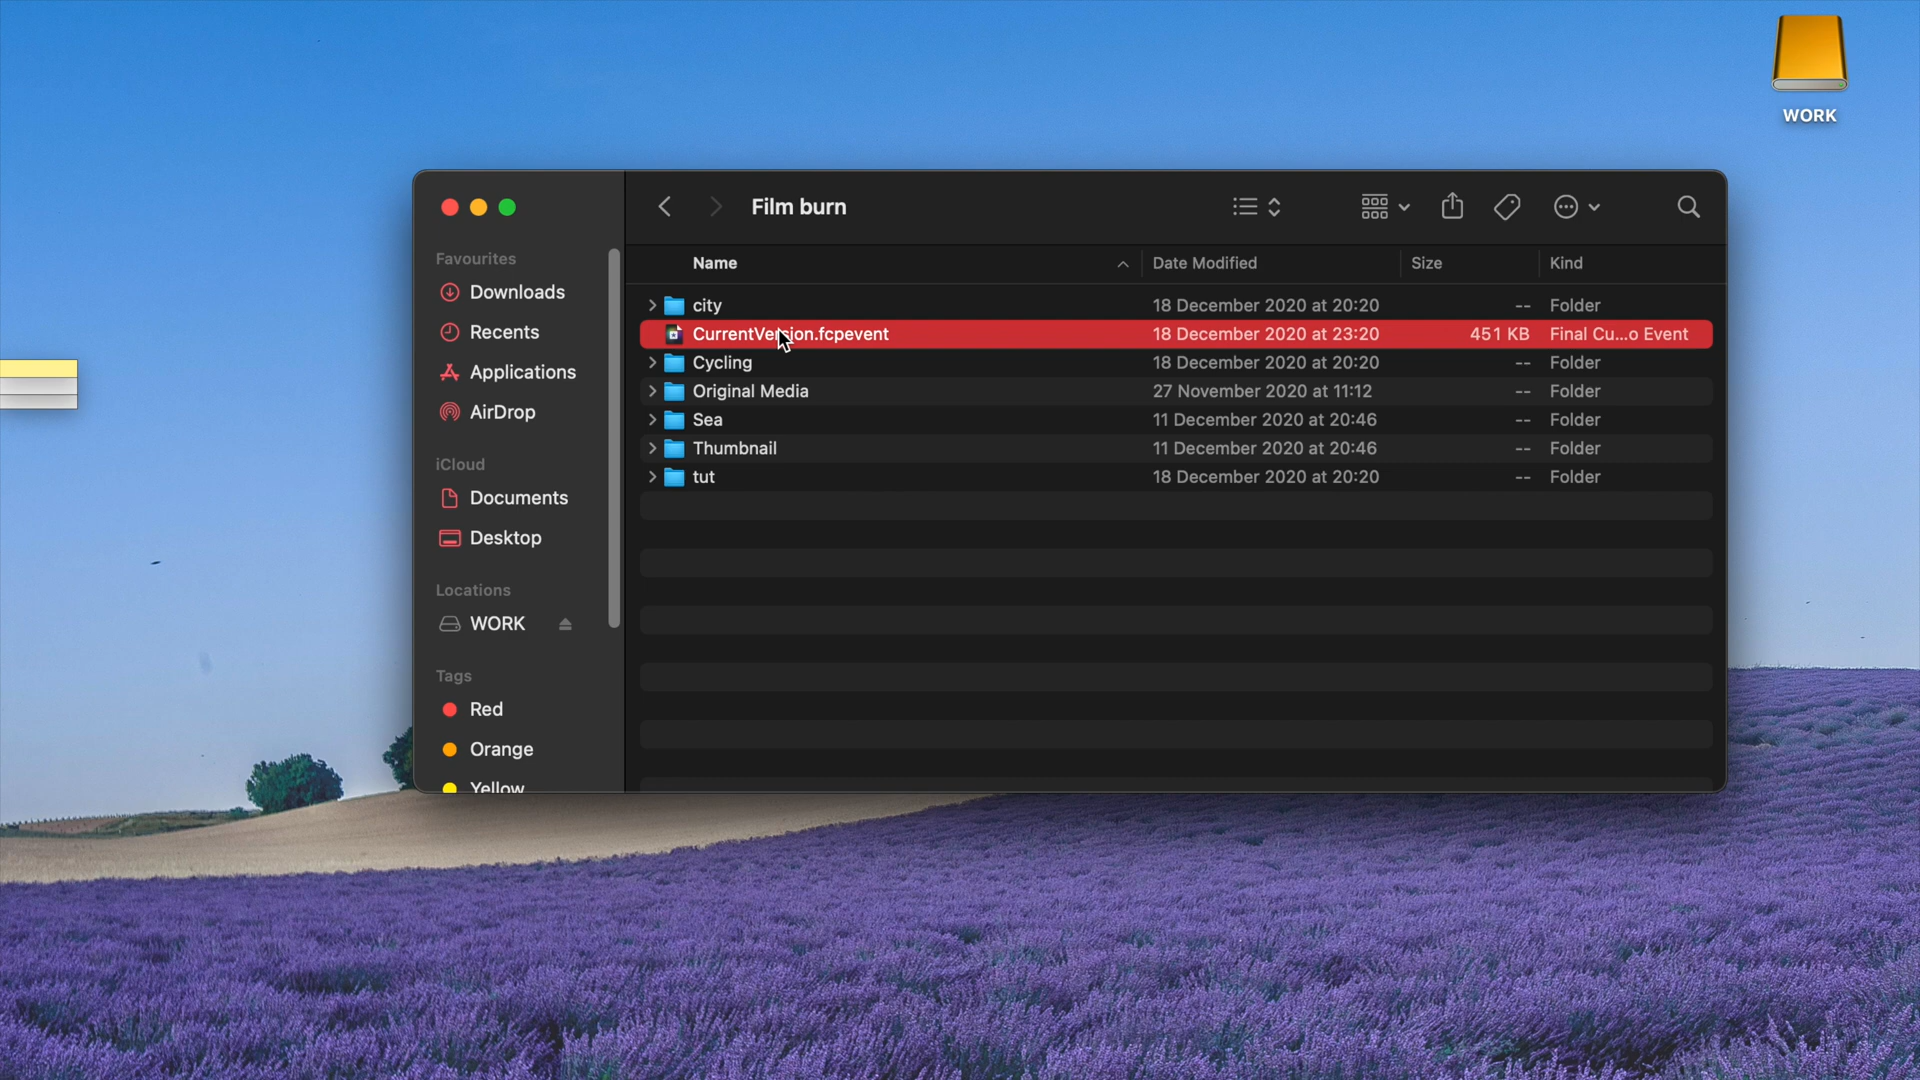 WORK
Film burn
Favourites
Downloads
Recents
Applications
AirDrop
iCloud
Documents
Desktop
Locations
WORK
Tags
Red
Orange
Yellow
Name Date Modified Size Kind
city 18 December 2020 at 20:20 -- Folder
CurrentVersion.fcpevent 18 December 2020 at 23:20 451 KB Final Cu...o Event
Cycling 18 December 2020 at 20:20 -- Folder
Original Media 27 November 2020 at 11:12 -- Folder
Sea 11 December 2020 at 20:46 -- Folder
Thumbnail 11 December 2020 at 20:46 -- Folder
tut 18 December 2020 at 20:20 -- Folder